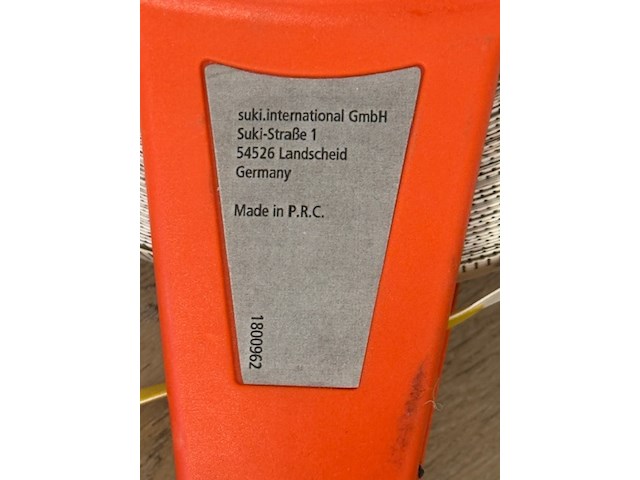 suki.international GmbH
Suki-Straße 1
54526 Landscheid
Germany
Made in P.R.C.
1800962